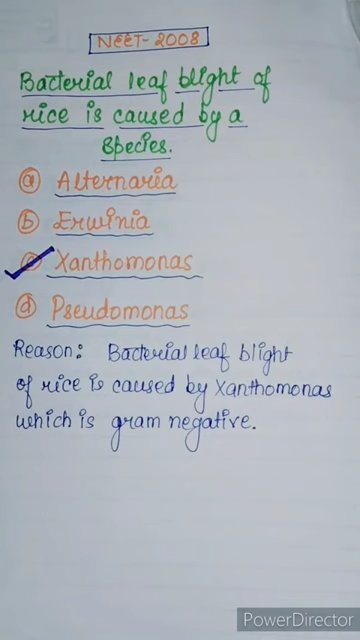 NEET-2008
Bacterial leaf blight of
rice is caused by a
species.
a Alternaria
b Erwinia
c Xanthomonas
d Pseudomonas
Reason: Bacterial leaf blight
of rice is caused by Xanthomonas
which is gram negative.
PowerDirector